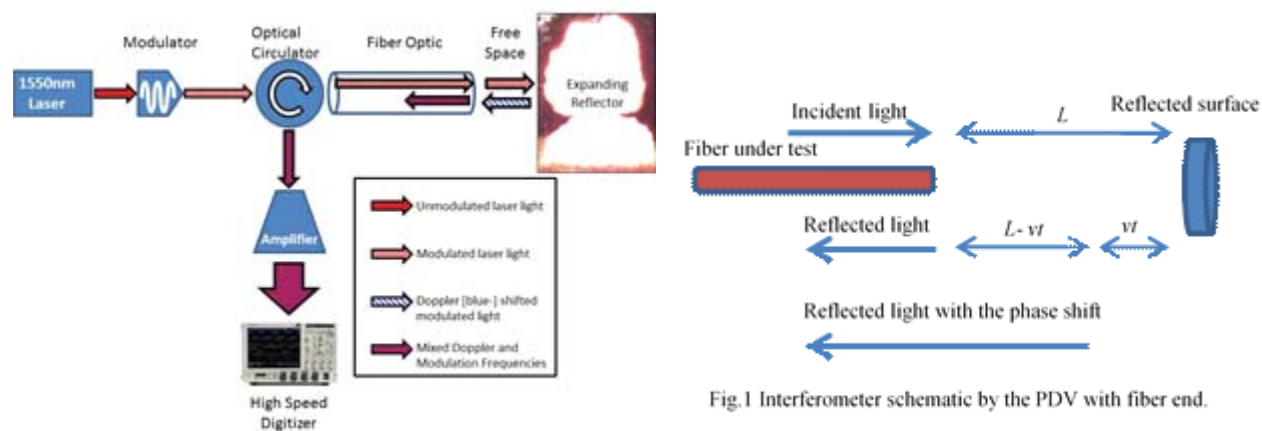 Modulator
Optical
Circulator
Fiber Optic
Free
Space
1550nm
Laser
Expanding
Reflector
Amplifier
High Speed
Digitizer
Unmodulated laser light
Modulated laser light
Doppler [blue-] shifted
modulated light
Mixed Doppler and
Modulation Frequencies
Incident light
L
Reflected surface
Fiber under test
Reflected light
L- vt
vt
Reflected light with the phase shift
Fig.1 Interferometer schematic by the PDV with fiber end.